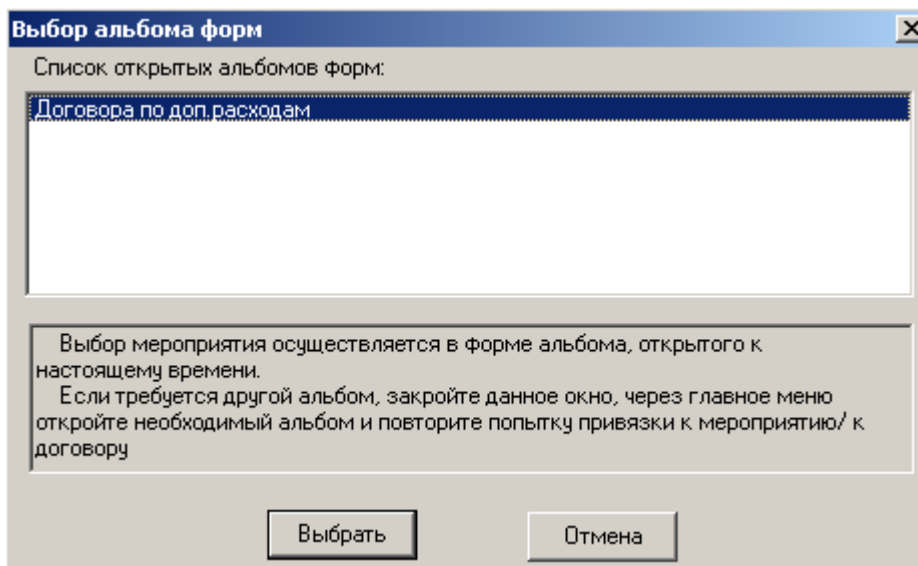 Выбор альбома форм
Список открытых альбомов форм:
Договора по доп.расходам
Выбор мероприятия осуществляется в форме альбома, открытого к
настоящему времени.
Если требуется другой альбом, закройте данное окно, через главное меню
откройте необходимый альбом и повторите попытку привязки к мероприятию/ к
договору
Выбрать
Отмена